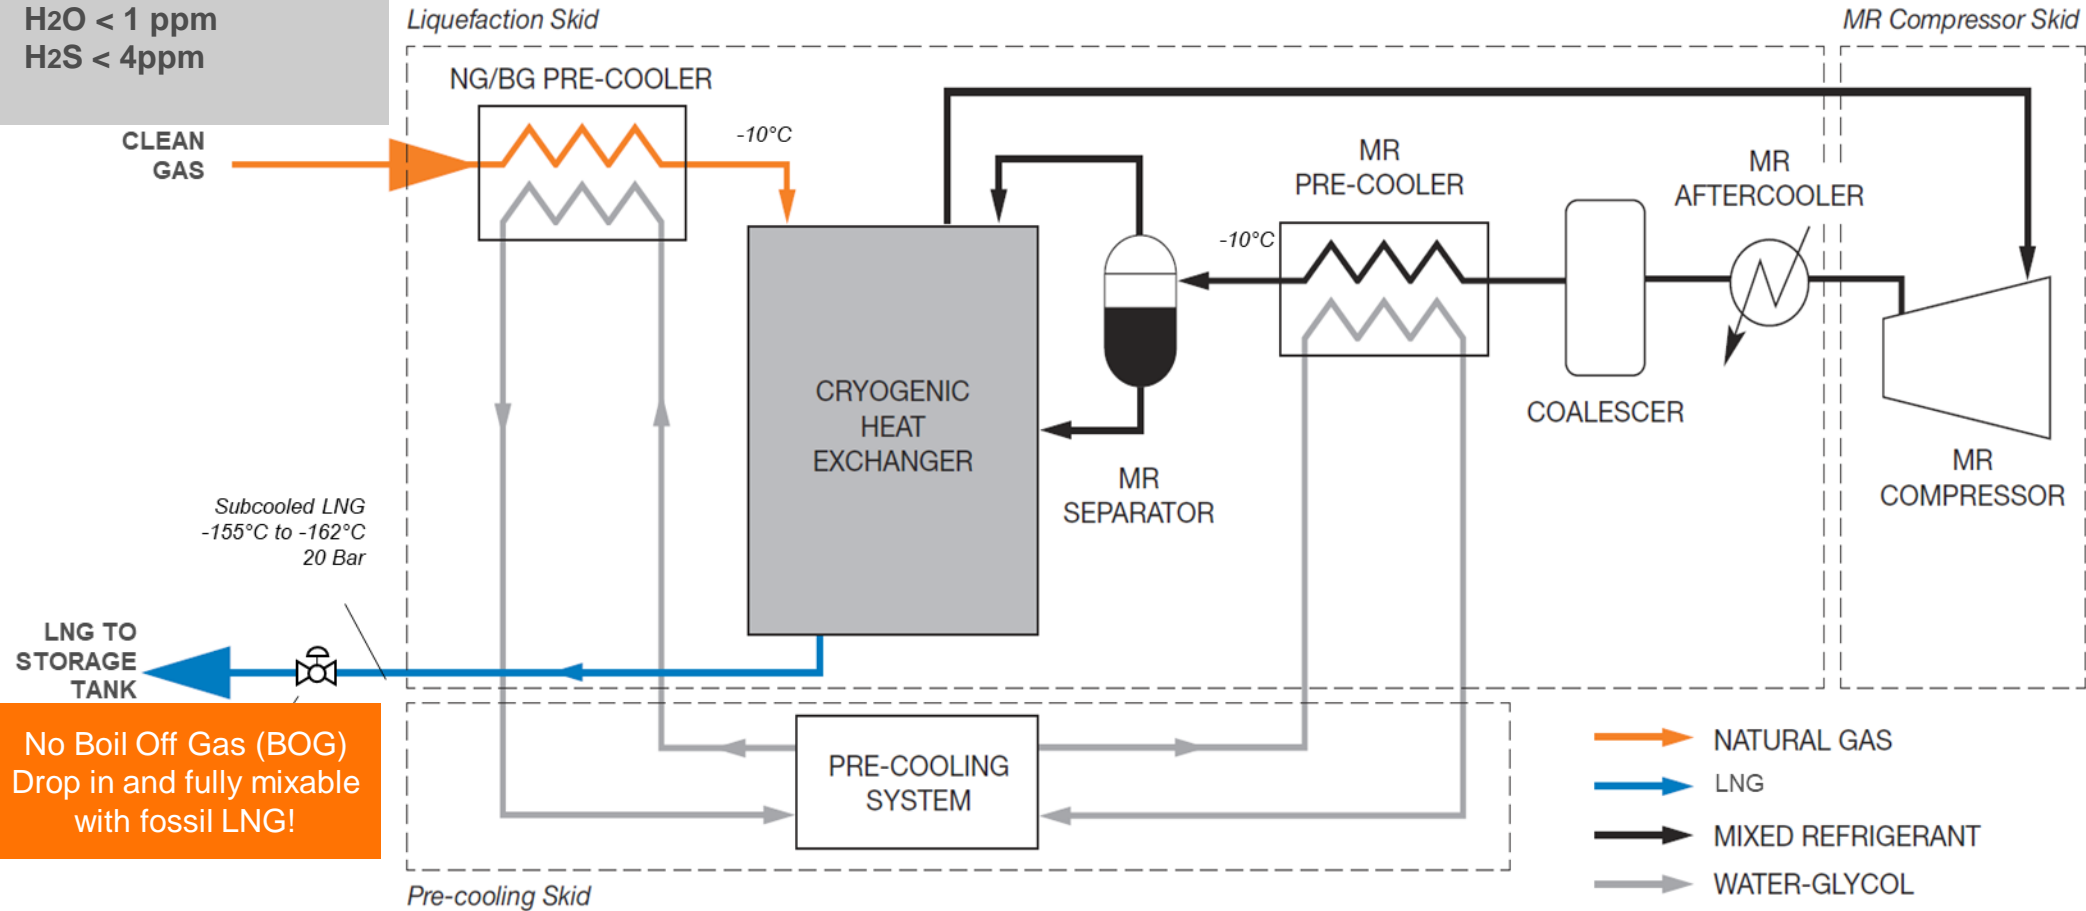 H2O < 1 ppm
H2S < 4ppm
Liquefaction Skid
MR Compressor Skid
NG/BG PRE-COOLER
CLEAN
GAS
-10°C
MR
PRE-COOLER
MR
AFTERCOOLER
-10°C
CRYOGENIC
HEAT
EXCHANGER
COALESCER
MR
SEPARATOR
MR
COMPRESSOR
Subcooled LNG
-155°C to -162°C
20 Bar
LNG TO
STORAGE
TANK
No Boil Off Gas (BOG)
Drop in and fully mixable
with fossil LNG!
PRE-COOLING
SYSTEM
NATURAL GAS
LNG
MIXED REFRIGERANT
WATER-GLYCOL
Pre-cooling Skid